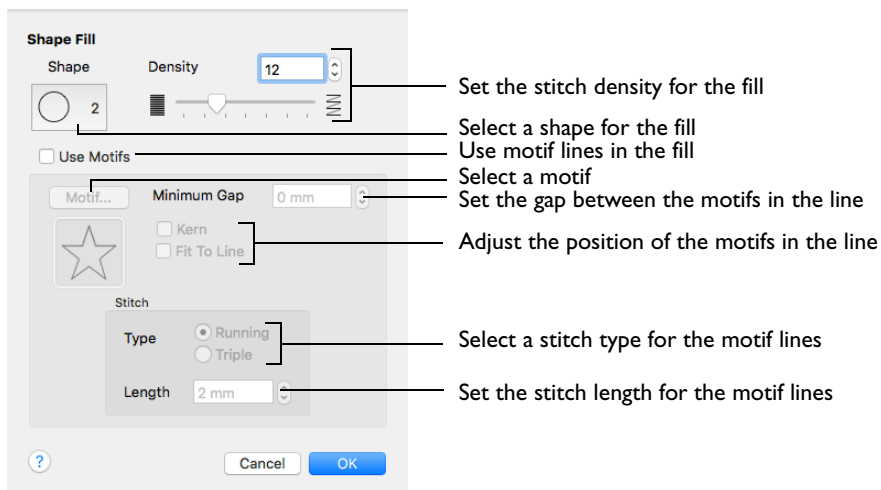 Shape Fill
Shape Density 12
2
Use Motifs
Motif... Minimum Gap 0 mm
Kern
Fit To Line
Stitch
Type Running
Triple
Length 2 mm
? Cancel OK
Set the stitch density for the fill
Select a shape for the fill
Use motif lines in the fill
Select a motif
Set the gap between the motifs in the line
Adjust the position of the motifs in the line
Select a stitch type for the motif lines
Set the stitch length for the motif lines